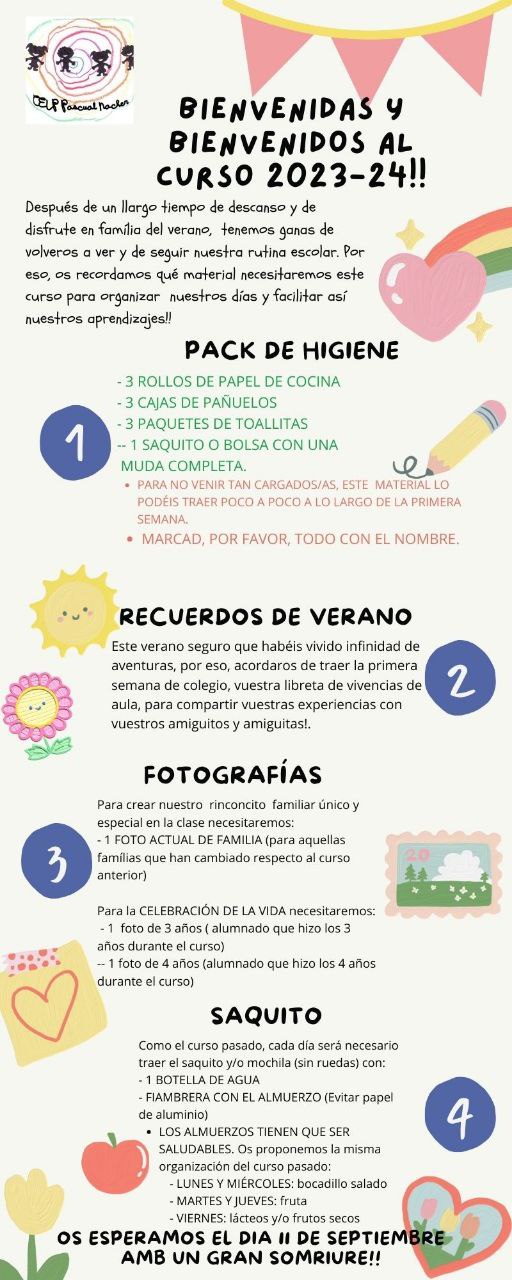 CEIP Pascual Nacher
BIENVENIDAS Y
BIENVENIDOS AL
CURSO 2023-24!!
Después de un llargo tiempo de descanso y de
disfrute en família del verano, tenemos ganas de
volveros a ver y de seguir nuestra rutina escolar. Por
eso, os recordamos qué material necesitaremos este
curso para organizar nuestros días y facilitar así
nuestros aprendizajes!!
PACK DE HIGIENE
1
- 3 ROLLOS DE PAPEL DE COCINA
- 3 CAJAS DE PAÑUELOS
- 3 PAQUETES DE TOALLITAS
-- 1 SAQUITO O BOLSA CON UNA
MUDA COMPLETA.
• PARA NO VENIR TAN CARGADOS/AS, ESTE MATERIAL LO
PODÉIS TRAER POCO A POCO A LO LARGO DE LA PRIMERA
SEMANA.
• MARCAD, POR FAVOR, TODO CON EL NOMBRE.
RECUERDOS DE VERANO
2
Este verano seguro que habéis vivido infinidad de
aventuras, por eso, acordaros de traer la primera
semana de colegio, vuestra libreta de vivencias de
aula, para compartir vuestras experiencias con
vuestros amiguitos y amiguitas!.
FOTOGRAFÍAS
3
Para crear nuestro rinconcito familiar único y
especial en la clase necesitaremos:
- 1 FOTO ACTUAL DE FAMILIA (para aquellas
famílias que han cambiado respecto al curso
anterior)
20
Para la CELEBRACIÓN DE LA VIDA necesitaremos:
- 1 foto de 3 años ( alumnado que hizo los 3
años durante el curso)
-- 1 foto de 4 años (alumnado que hizo los 4 años
durante el curso)
SAQUITO
4
Como el curso pasado, cada día será necesario
traer el saquito y/o mochila (sin ruedas) con:
- 1 BOTELLA DE AGUA
- FIAMBRERA CON EL ALMUERZO (Evitar papel
de aluminio)
• LOS ALMUERZOS TIENEN QUE SER
SALUDABLES. Os proponemos la misma
organización del curso pasado:
- LUNES Y MIÉRCOLES: bocadillo salado
- MARTES Y JUEVES: fruta
- VIERNES: lácteos y/o frutos secos
OS ESPERAMOS EL DIA 11 DE SEPTIEMBRE
AMB UN GRAN SOMRIURE!!